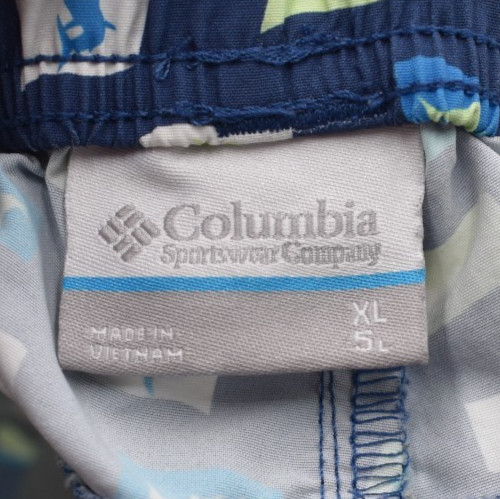 Columbia
Sportswear Company
XL
5L
MADE IN
VIETNAM